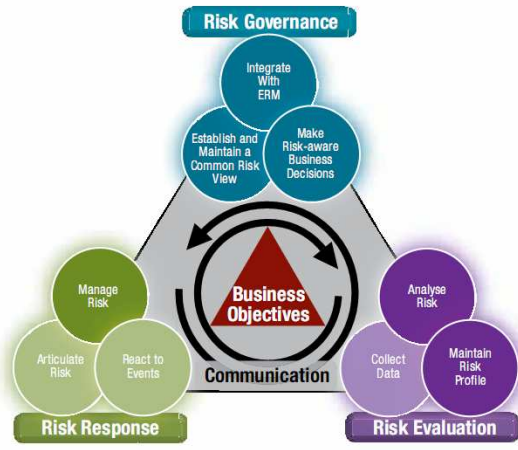 Risk Governance
Integrate
With
ERM
Establish and
Maintain a
Common Risk
View
Make
Risk-aware
Business
Decisions
Business
Objectives
Communication
Manage
Risk
Articulate
Risk
React to
Events
Risk Response
Analyse
Risk
Collect
Data
Maintain
Risk
Profile
Risk Evaluation